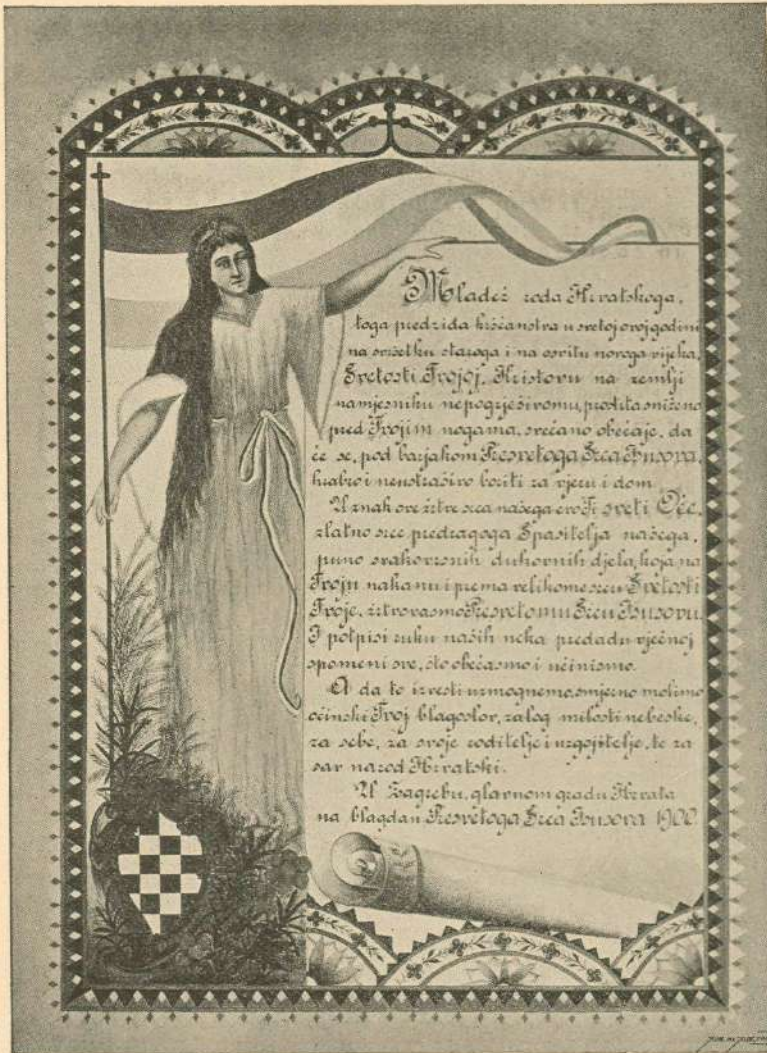 Mladež roda Hrvatskoga,
toga predziđa kršćanstva u svetoj ovoj godini
na svršetku staroga i na osvitu novoga vijeka,
Svetosti Tvojoj, Kristovu na zemlji
namjesniku nepogrješivomu, prostrta sniženo
pred Tvojim nogama, svečano obećaje, da
će se, pod barjakom Presvetoga Srca Isusova,
hrabro i neustrašivo boriti za vjeru i dom.
U znak ove žrtve srca našega evo Ti sveti Oče,
zlatno srce predragoga Spasitelja našega,
puno svakovrsnih duhovnih djela, koja na
Tvoju nakanu i prema velikome srcu Svetosti
Tvoje, žrtvovasmo Presvetomu Srcu Isusovu.
I potpisi ruku naših neka predadu vječnoj
spomeni sve, što obećasmo i učinismo.
A da to izvesti uzmognemo, smjerno molimo
očinski Tvoj blagoslov, zalog milosti nebeske,
za sebe, za svoje roditelje i uzgojitelje, te za
sav narod Hrvatski.
U Zagrebu, glavnom gradu Hrvata
na blagdan Presvetoga Srca Isusova 1900